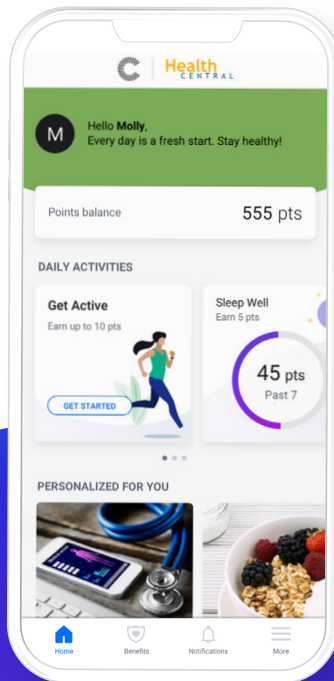 C
Health
CENTRAL
M
Hello Molly,
Every day is a fresh start. Stay healthy!
Points balance 555 pts
DAILY ACTIVITIES
Get Active
Earn up to 10 pts
GET STARTED
Sleep Well
Earn 5 pts
45 pts
Past 7
PERSONALIZED FOR YOU
Home Benefits Notifications More